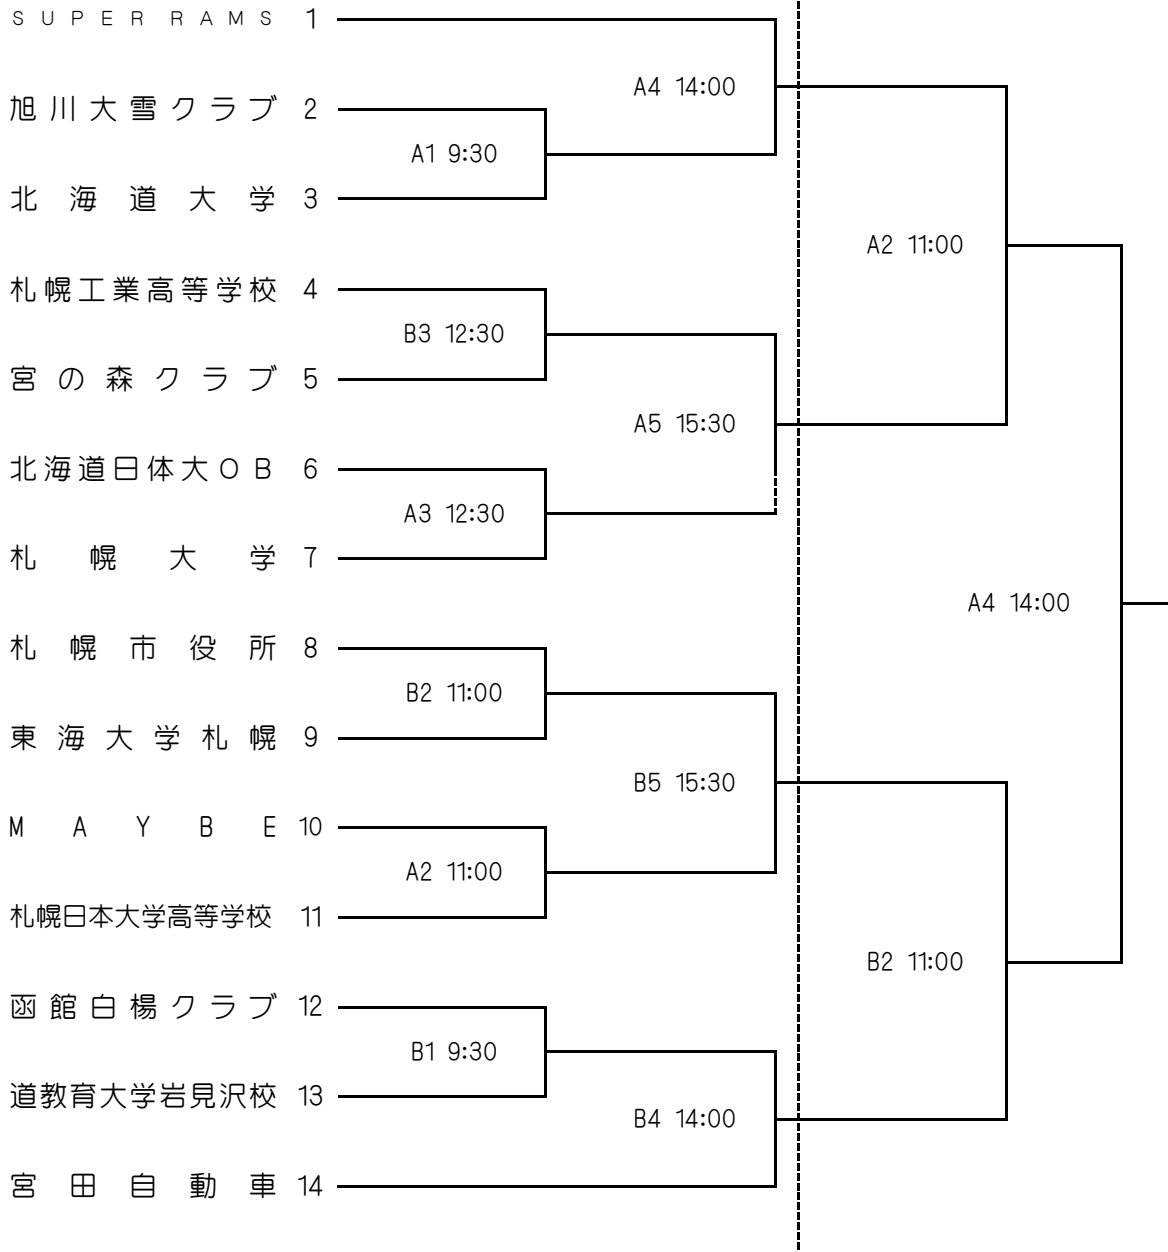 SUPER RAMS 1
A4 14:00
旭川大雪クラブ 2
A1 9:30
北海道大学 3
A2 11:00
札幌工業高等学校 4
B3 12:30
宮の森クラブ 5
A5 15:30
北海道日体大OB 6
A3 12:30
札幌大学 7
A4 14:00
札幌市役所 8
B2 11:00
東海大学札幌 9
B5 15:30
MAYBE 10
A2 11:00
札幌日本大学高等学校 11
B2 11:00
函館白楊クラブ 12
B1 9:30
道教育大学岩見沢校 13
B4 14:00
宮田自動車 14